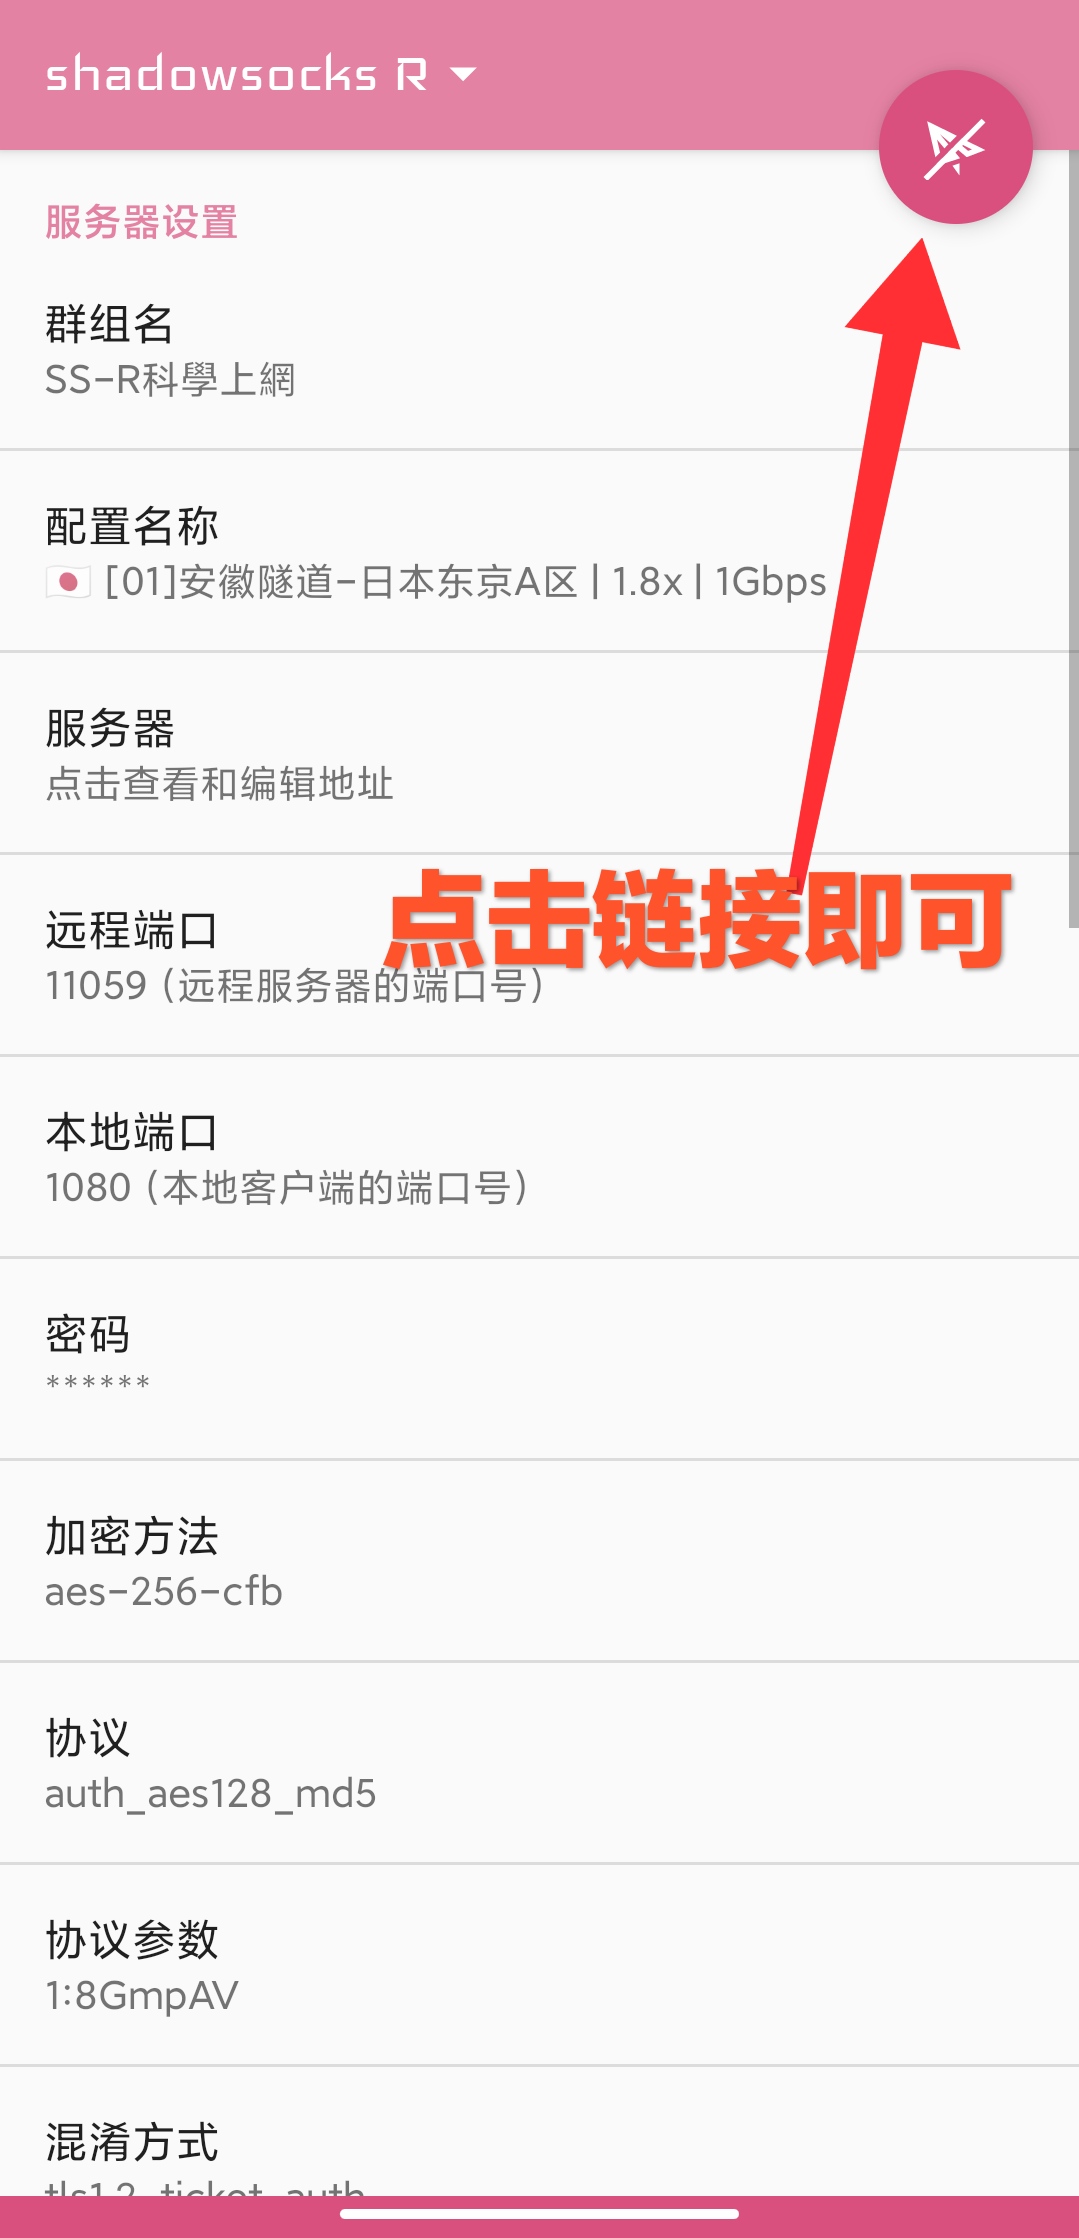 shadowsocks R
服务器设置
群组名
SS-R科學上網
配置名称
[01]安徽隧道-日本东京A区 | 1.8x | 1Gbps
服务器
点击查看和编辑地址
点击链接即可
远程端口
11059 (远程服务器的端口号)
本地端口
1080 (本地客户端的端口号)
密码
******
加密方法
aes-256-cfb
协议
auth_aes128_md5
协议参数
1:8GmpAV
混淆方式
tls1.2_ticket_auth